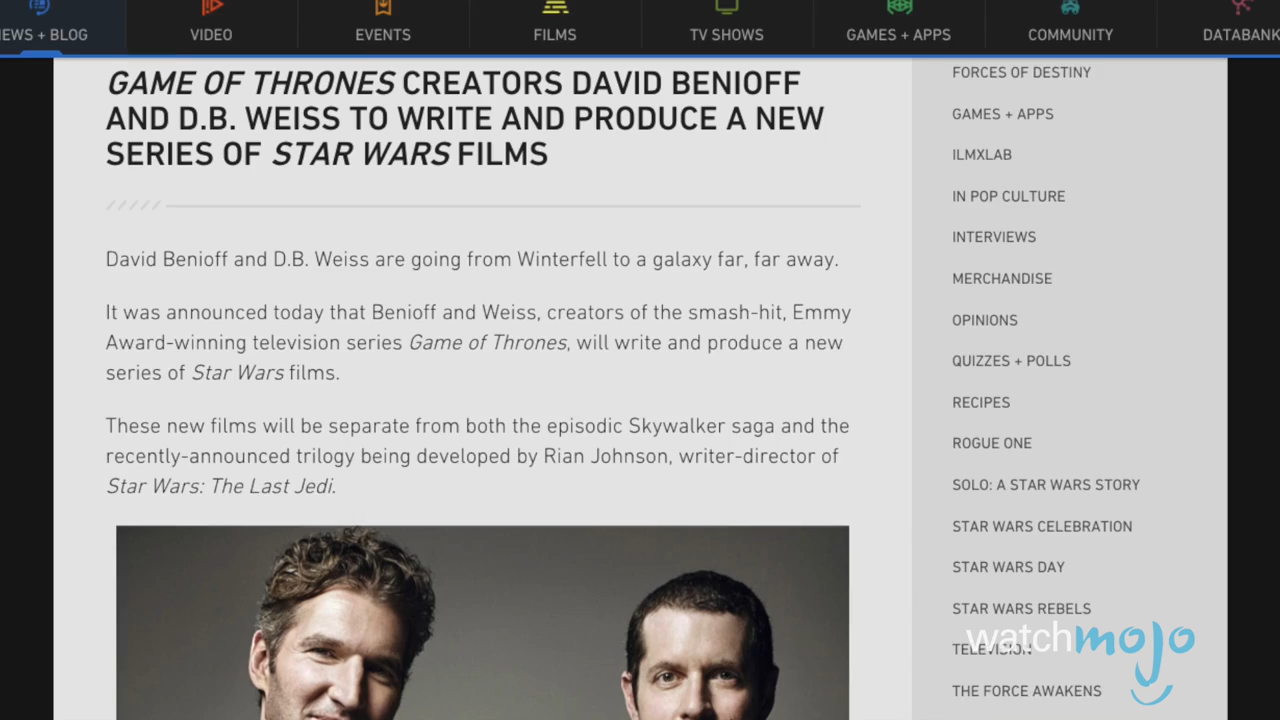 EWS + BLOG
VIDEO
EVENTS
FILMS
TV SHOWS
GAMES + APPS
COMMUNITY
DATABANK
GAME OF THRONES CREATORS DAVID BENIOFF
AND D.B. WEISS TO WRITE AND PRODUCE A NEW
SERIES OF STAR WARS FILMS
David Benioff and D.B. Weiss are going from Winterfell to a galaxy far, far away.
It was announced today that Benioff and Weiss, creators of the smash-hit, Emmy
Award-winning television series Game of Thrones, will write and produce a new
series of Star Wars films.
These new films will be separate from both the episodic Skywalker saga and the
recently-announced trilogy being developed by Rian Johnson, writer-director of
Star Wars: The Last Jedi.
FORCES OF DESTINY
GAMES + APPS
ILMXLAB
IN POP CULTURE
INTERVIEWS
MERCHANDISE
OPINIONS
QUIZZES + POLLS
RECIPES
ROGUE ONE
SOLO: A STAR WARS STORY
STAR WARS CELEBRATION
STAR WARS DAY
STAR WARS REBELS
TELEVISION
THE FORCE AWAKENS
watchmojo